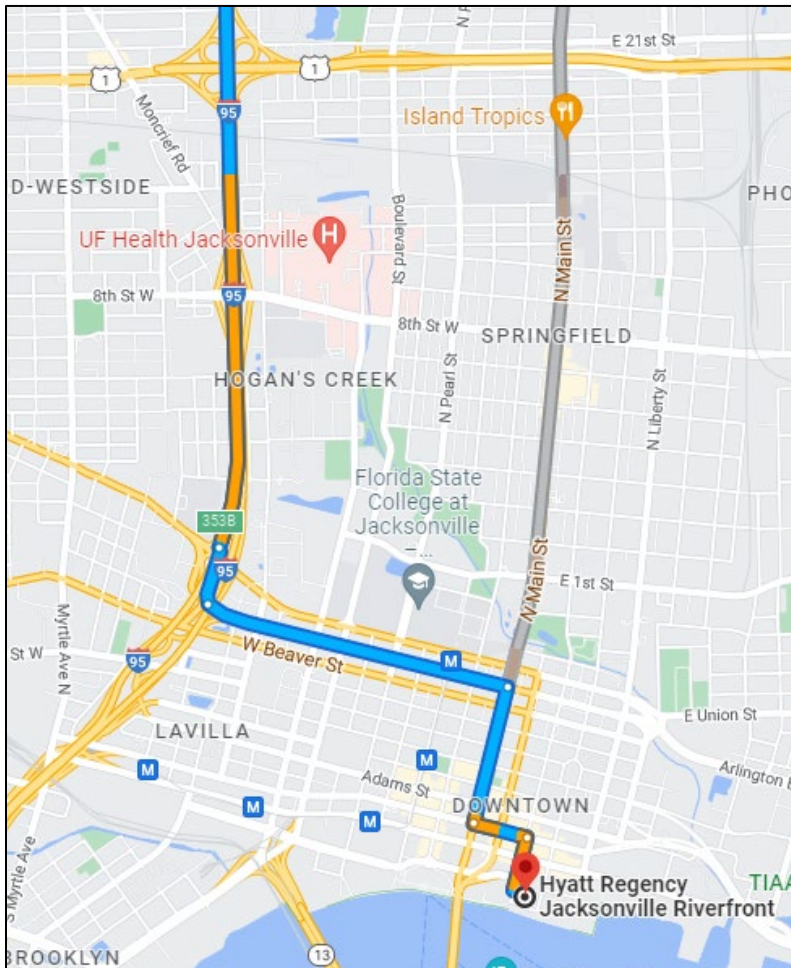 E 21st St
1
1
95
Moncrief Rd
Island Tropics
D-WESTSIDE
PHO
Boulevard St
UF Health Jacksonville
H
N Main St
8th St W
95
8th St W
SPRINGFIELD
HOGAN'S CREEK
N Pearl St
N Liberty St
Florida State
College at
Jacksonville
– ...
353B
95
N Main St
E 1st St
Myrtle Ave N
St W
95
W Beaver St
M
E Union St
LAVILLA
M
M
Adams St
Arlington E
M
M
DOWNTOWN
S Myrtle Ave
Hyatt Regency
Jacksonville Riverfront
TIAA
BROOKLYN
13